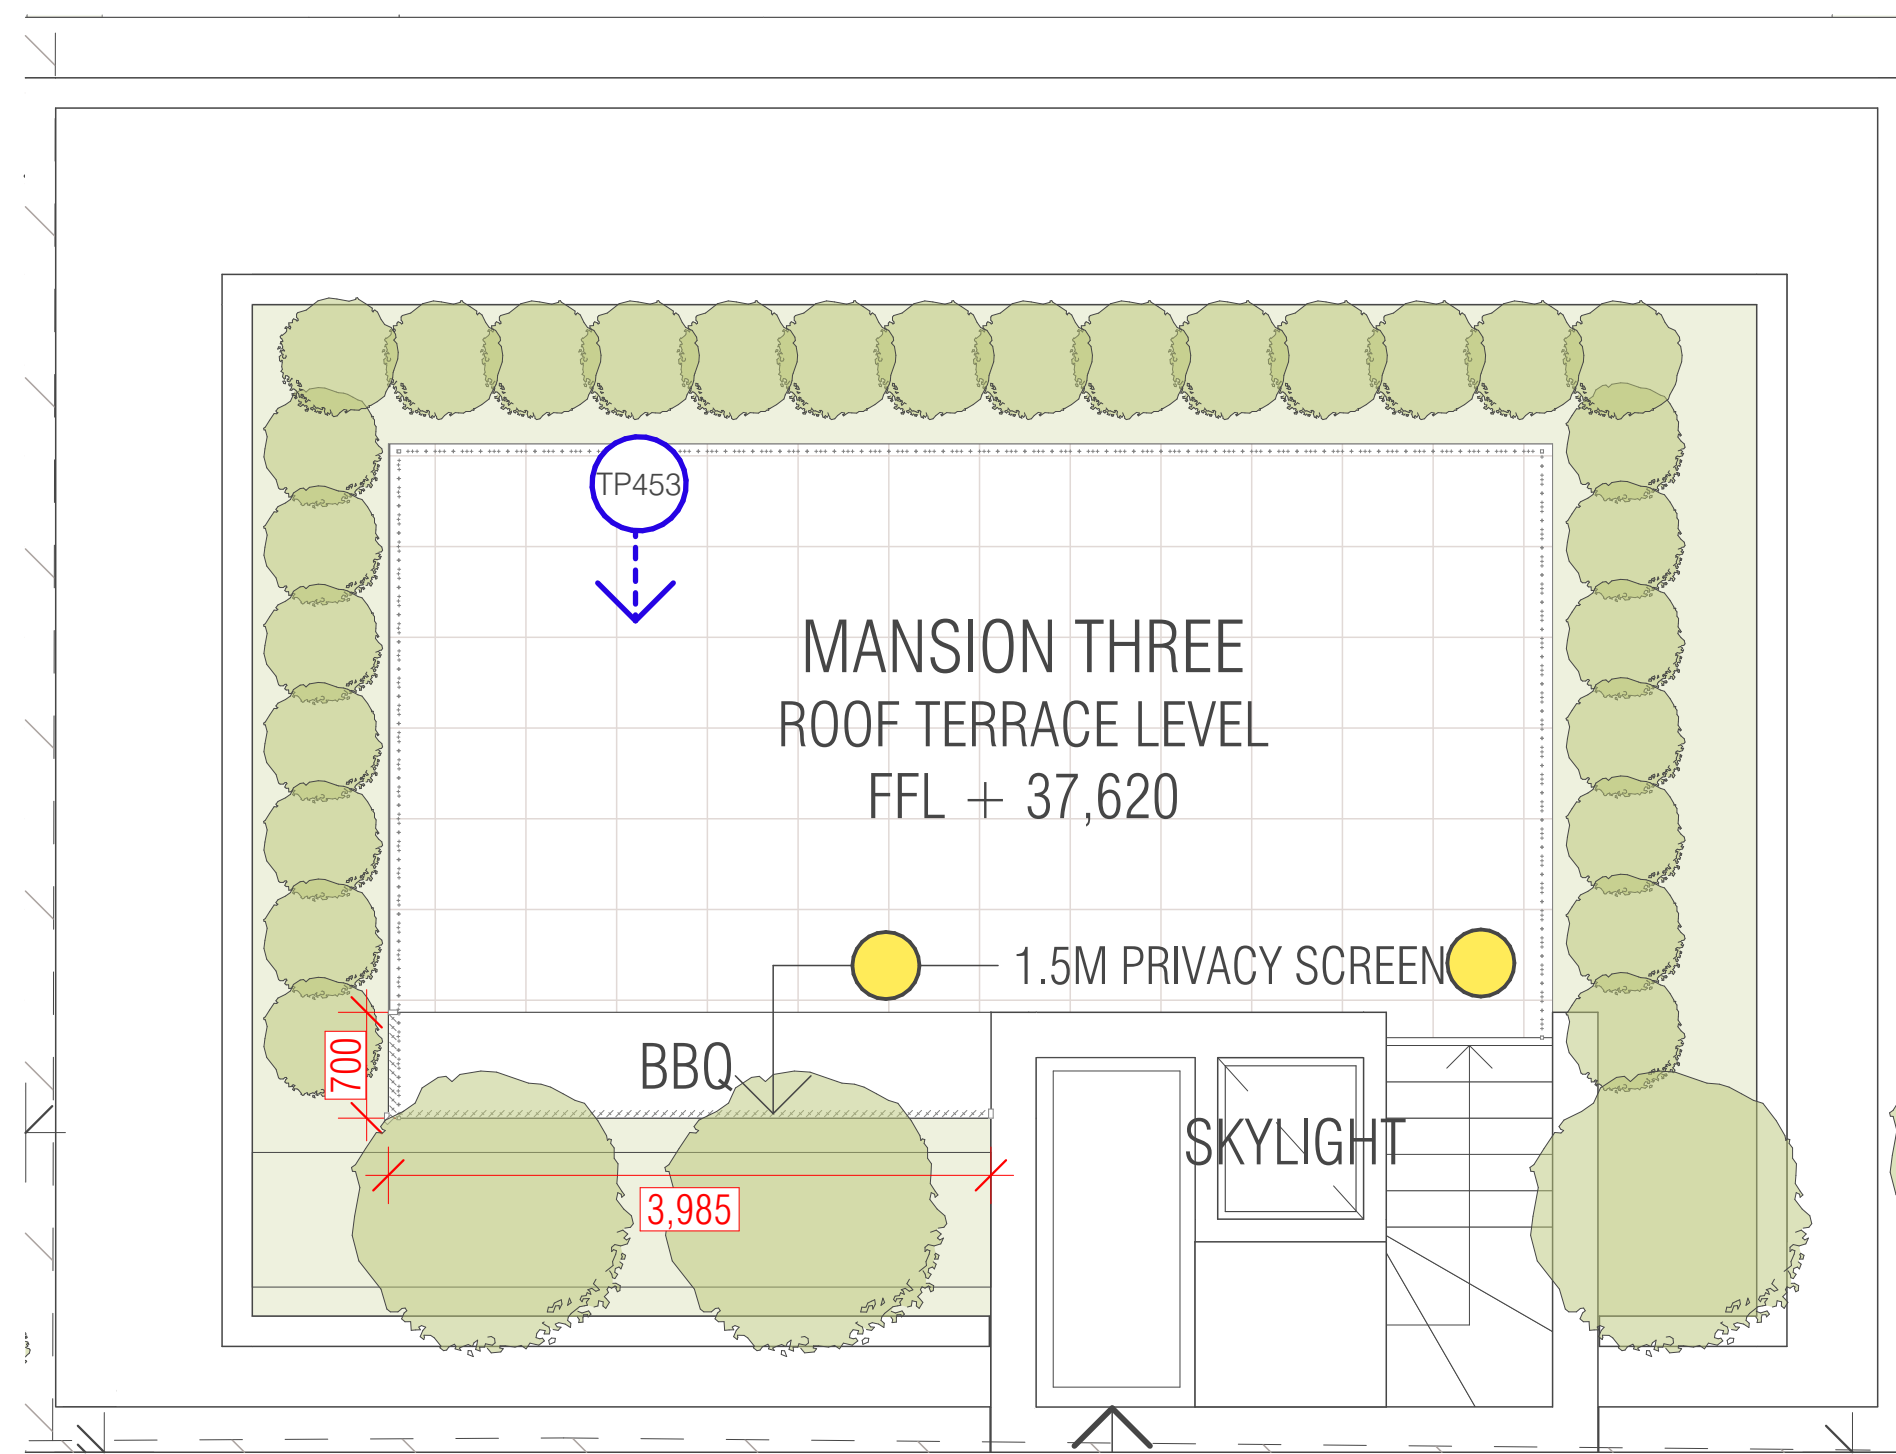 TP453
MANSION THREE
ROOF TERRACE LEVEL
FFL + 37,620
1.5M PRIVACY SCREEN
700
BBQ
SKYLIGHT
3,985